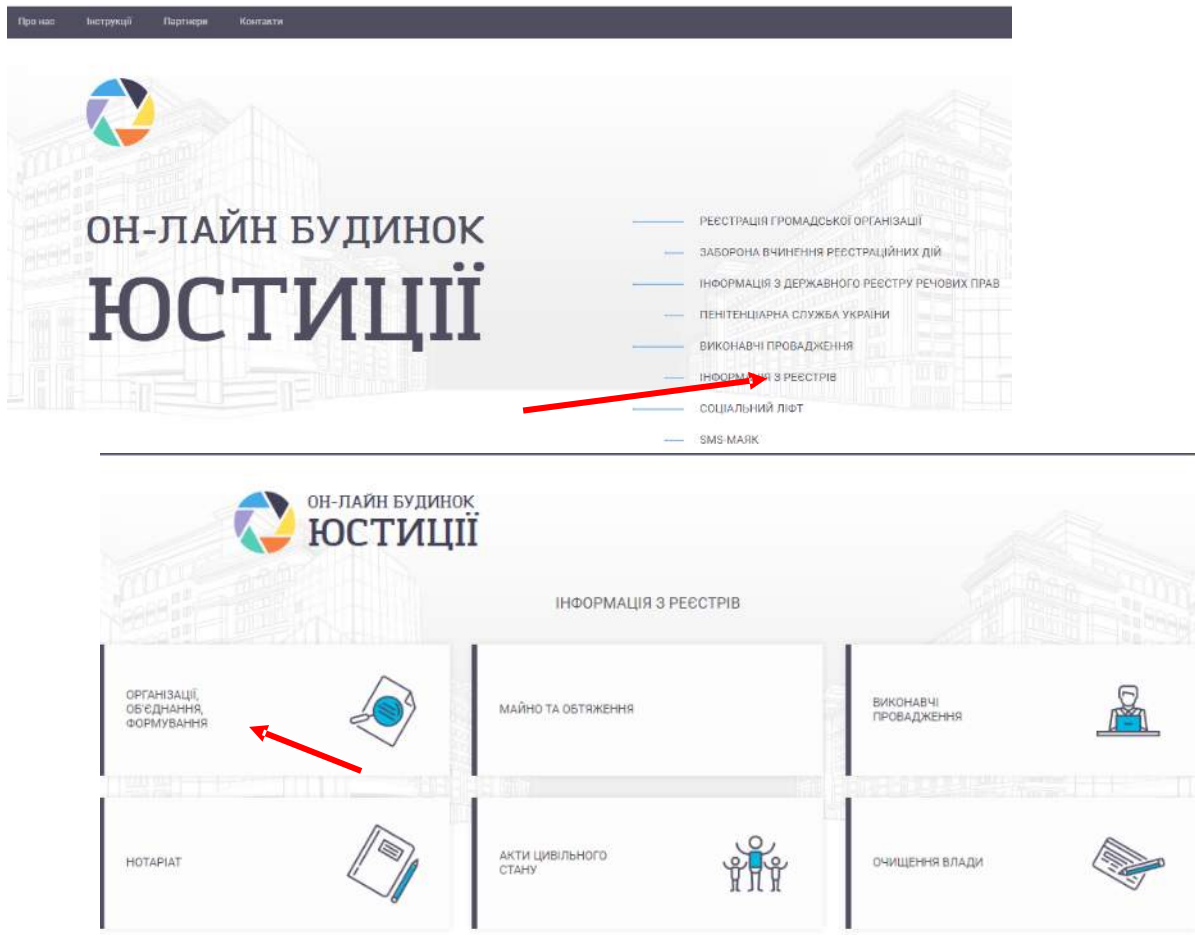 Про нас Інструкції Партнери Контакти
ОН-ЛАЙН БУДИНОК
ЮСТИЦІЇ
РЕЄСТРАЦІЯ ГРОМАДСЬКОЇ ОРГАНІЗАЦІЇ
ЗАБОРОНА ВЧИНЕННЯ РЕЄСТРАЦІЙНИХ ДІЙ
ІНФОРМАЦІЯ З ДЕРЖАВНОГО РЕЄСТРУ РЕЧОВИХ ПРАВ
ПЕНІТЕНЦІАРНА СЛУЖБА УКРАЇНИ
ВИКОНАВЧІ ПРОВАДЖЕННЯ
ІНФОРМАЦІЯ З РЕЄСТРІВ
СОЦІАЛЬНИЙ ЛІФТ
SMS-МАЯК
ОН-ЛАЙН БУДИНОК
ЮСТИЦІЇ
ІНФОРМАЦІЯ З РЕЄСТРІВ
ОРГАНІЗАЦІЇ,
ОБ'ЄДНАННЯ,
ФОРМУВАННЯ
МАЙНО ТА ОБТЯЖЕННЯ
ВИКОНАВЧІ
ПРОВАДЖЕННЯ
НОТАРІАТ
АКТИ ЦИВІЛЬНОГО
СТАНУ
ОЧИЩЕННЯ ВЛАДИ